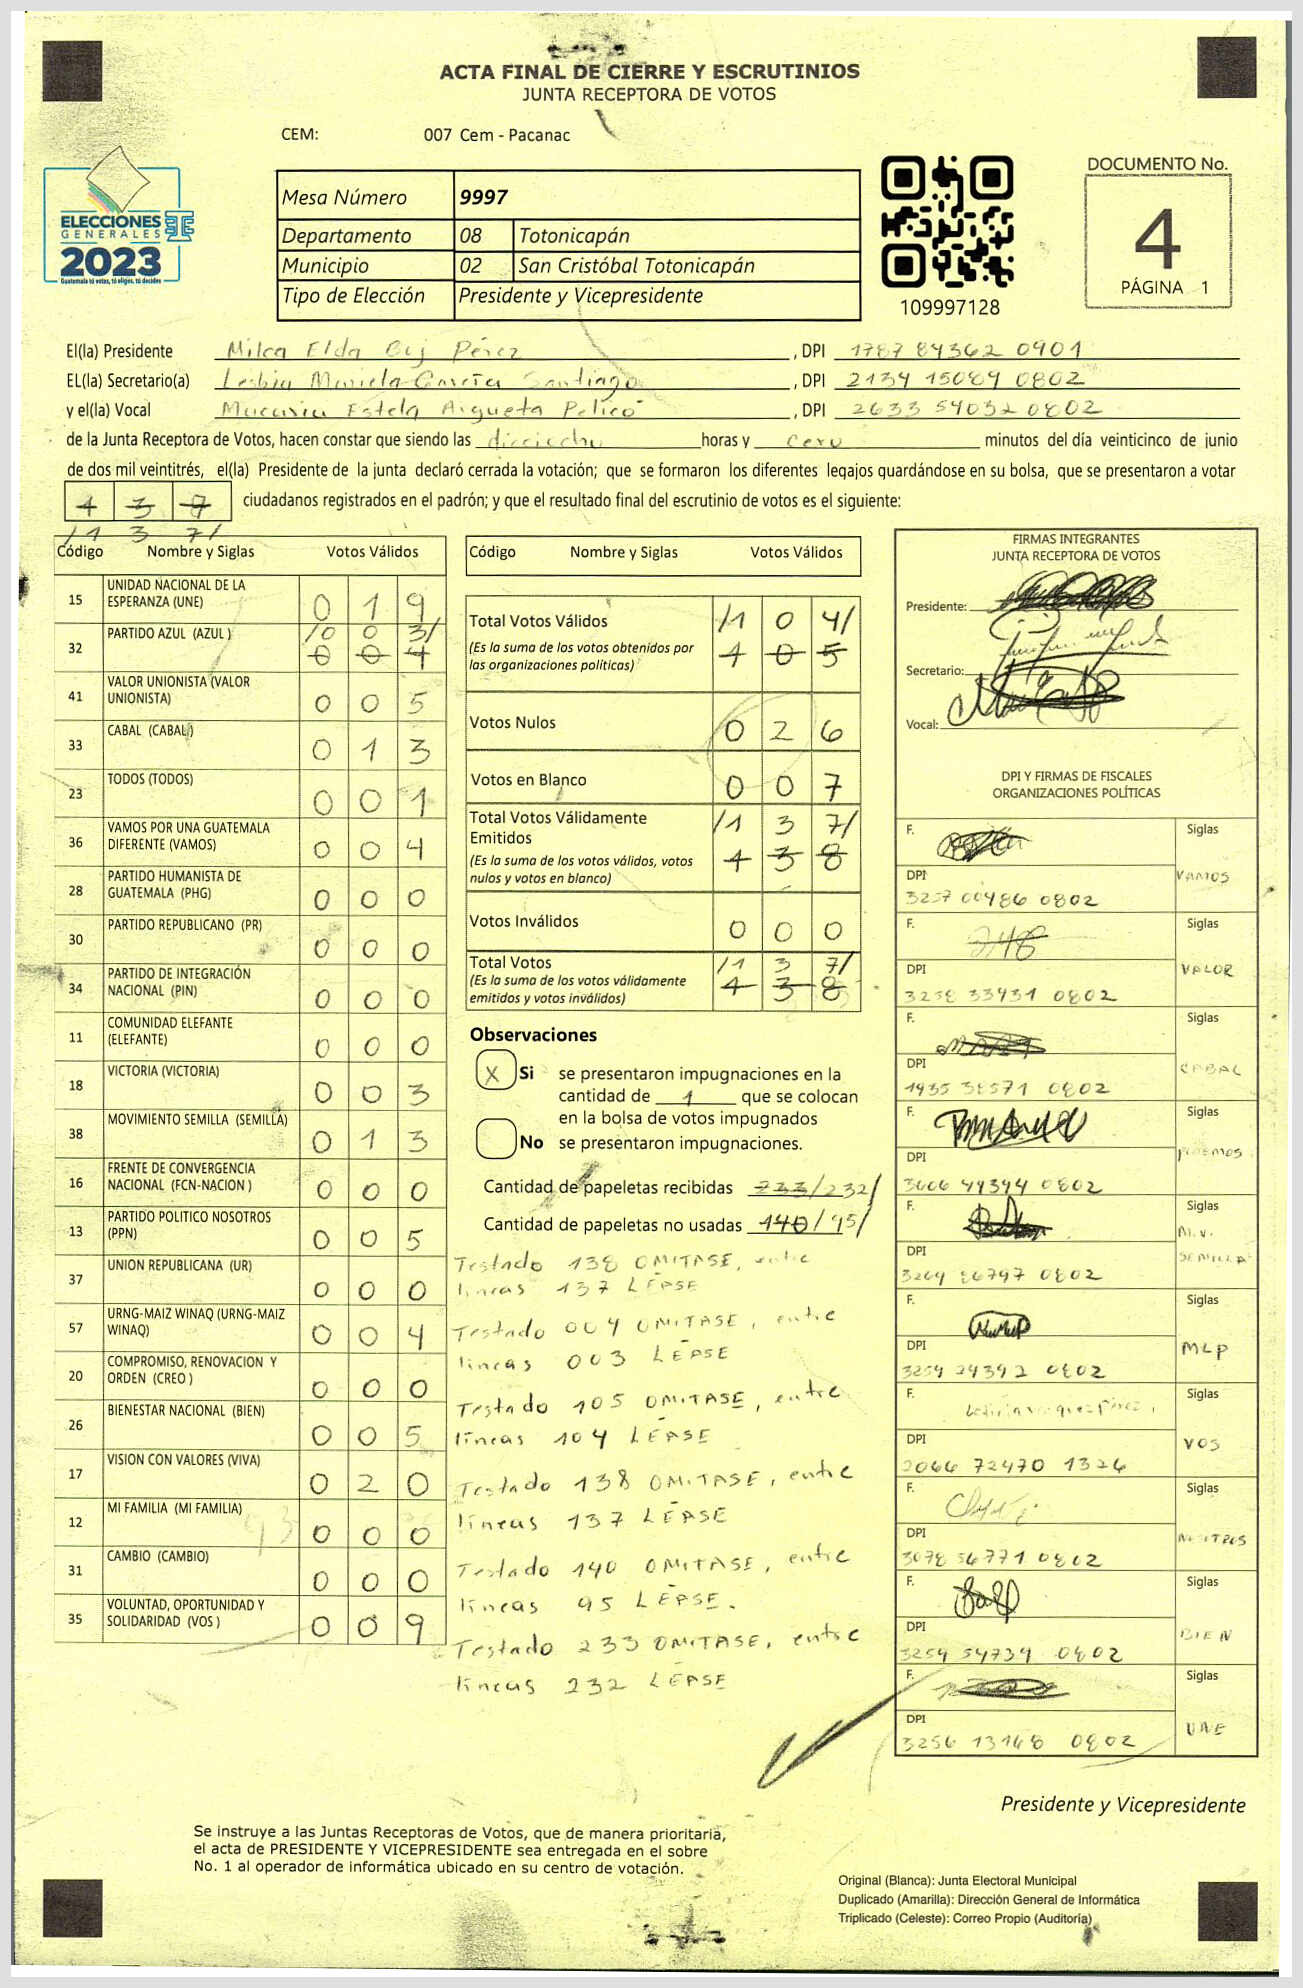 ACTA FINAL DE CIERRE Y ESCRUTINIOS
JUNTA RECEPTORA DE VOTOS
CEM: 007 Cem - Pacanac
ELECCIONES
GENERALES
2023
Guatemala tú votas, tú eliges, tú decides
Mesa Número 9997
Departamento 08 Totonicapán
Municipio 02 San Cristóbal Totonicapán
Tipo de Elección Presidente y Vicepresidente
109997128
DOCUMENTO No.
4
PÁGINA 1
El(la) Presidente Milca Elda Pérez , DPI 1787 84362 0901
EL(la) Secretario(a) Lesbia Mariela García Santiago , DPI 2134 15089 0802
y el(la) Vocal Macaria Estela Argueta Pelicó , DPI 2633 54032 0802
de la Junta Receptora de Votos, hacen constar que siendo las dieciocho horas y cero minutos del día veinticinco de junio
de dos mil veintitrés, el(la) Presidente de la junta declaró cerrada la votación; que se formaron los diferentes legajos guardándose en su bolsa, que se presentaron a votar
ciudadanos registrados en el padrón; y que el resultado final del escrutinio de votos es el siguiente:
/1 3 7/
Código Nombre y Siglas Votos Válidos
15 UNIDAD NACIONAL DE LA ESPERANZA (UNE) 0 1 9
32 PARTIDO AZUL (AZUL ) /0 0 3/
0 0 4
41 VALOR UNIONISTA (VALOR UNIONISTA) 0 0 5
33 CABAL (CABAL) 0 1 3
23 TODOS (TODOS) 0 0 1
36 VAMOS POR UNA GUATEMALA DIFERENTE (VAMOS) 0 0 4
28 PARTIDO HUMANISTA DE GUATEMALA (PHG) 0 0 0
30 PARTIDO REPUBLICANO (PR) 0 0 0
34 PARTIDO DE INTEGRACIÓN NACIONAL (PIN) 0 0 0
11 COMUNIDAD ELEFANTE (ELEFANTE) 0 0 0
18 VICTORIA (VICTORIA) 0 0 3
38 MOVIMIENTO SEMILLA (SEMILLA) 0 1 3
16 FRENTE DE CONVERGENCIA NACIONAL (FCN-NACION ) 0 0 0
13 PARTIDO POLITICO NOSOTROS (PPN) 0 0 5
37 UNION REPUBLICANA (UR) 0 0 0
57 URNG-MAIZ WINAQ (URNG-MAIZ WINAQ) 0 0 4
20 COMPROMISO, RENOVACION Y ORDEN (CREO ) 0 0 0
26 BIENESTAR NACIONAL (BIEN) 0 0 5
17 VISION CON VALORES (VIVA) 0 2 0
12 MI FAMILIA (MI FAMILIA) 0 0 0
31 CAMBIO (CAMBIO) 0 0 0
35 VOLUNTAD, OPORTUNIDAD Y SOLIDARIDAD (VOS ) 0 0 9
Código Nombre y Siglas Votos Válidos
Total Votos Válidos /1 0 4/
(Es la suma de los votos obtenidos por las organizaciones políticas) 1 0 5
Votos Nulos 0 2 6
Votos en Blanco 0 0 7
Total Votos Válidamente Emitidos /1 3 7/
(Es la suma de los votos válidos, votos nulos y votos en blanco) 1 3 8
Votos Inválidos 0 0 0
Total Votos /1 3 7/
(Es la suma de los votos válidamente emitidos y votos inválidos) 1 3 8
Observaciones
X Si se presentaron impugnaciones en la
cantidad de 1 que se colocan
en la bolsa de votos impugnados
No se presentaron impugnaciones.
Cantidad de papeletas recibidas 233/232/
Cantidad de papeletas no usadas 140/95/
Testado 138 OMITASE, entre
lineas 137 LÉASE
Testado 004 OMITASE, entre
lineas 003 LÉASE
Testado 105 OMITASE, entre
líneas 104 LÉASE
Testado 138 OMITASE, entre
líneas 137 LÉASE
Testado 140 OMITASE, entre
líneas 95 LÉASE.
Testado 233 OMITASE, entre
líneas 232 LÉASE
FIRMAS INTEGRANTES
JUNTA RECEPTORA DE VOTOS
Presidente:
Secretario:
Vocal:
DPI Y FIRMAS DE FISCALES
ORGANIZACIONES POLÍTICAS
F. Siglas
DPI VAMOS
3257 00486 0802
F. Siglas
DPI VALOR
3258 33931 0802
F. Siglas
DPI CABAL
1935 38571 0802
F. Siglas
DPI PODEMOS
3606 44394 0802
F. Siglas
M.V.
DPI SEMILLA
3269 86797 0802
F. Siglas
DPI MLP
3259 24392 0802
F. Siglas
DPI VOS
2066 72470 1326
F. Siglas
DPI NOSOTROS
3078 56771 0802
F. Siglas
DPI BIEN
3259 54739 0802
F. Siglas
DPI UNE
3256 13168 0802
Presidente y Vicepresidente
Se instruye a las Juntas Receptoras de Votos, que de manera prioritaria,
el acta de PRESIDENTE Y VICEPRESIDENTE sea entregada en el sobre
No. 1 al operador de informática ubicado en su centro de votación.
Original (Blanca): Junta Electoral Municipal
Duplicado (Amarilla): Dirección General de Informática
Triplicado (Celeste): Correo Propio (Auditoría)